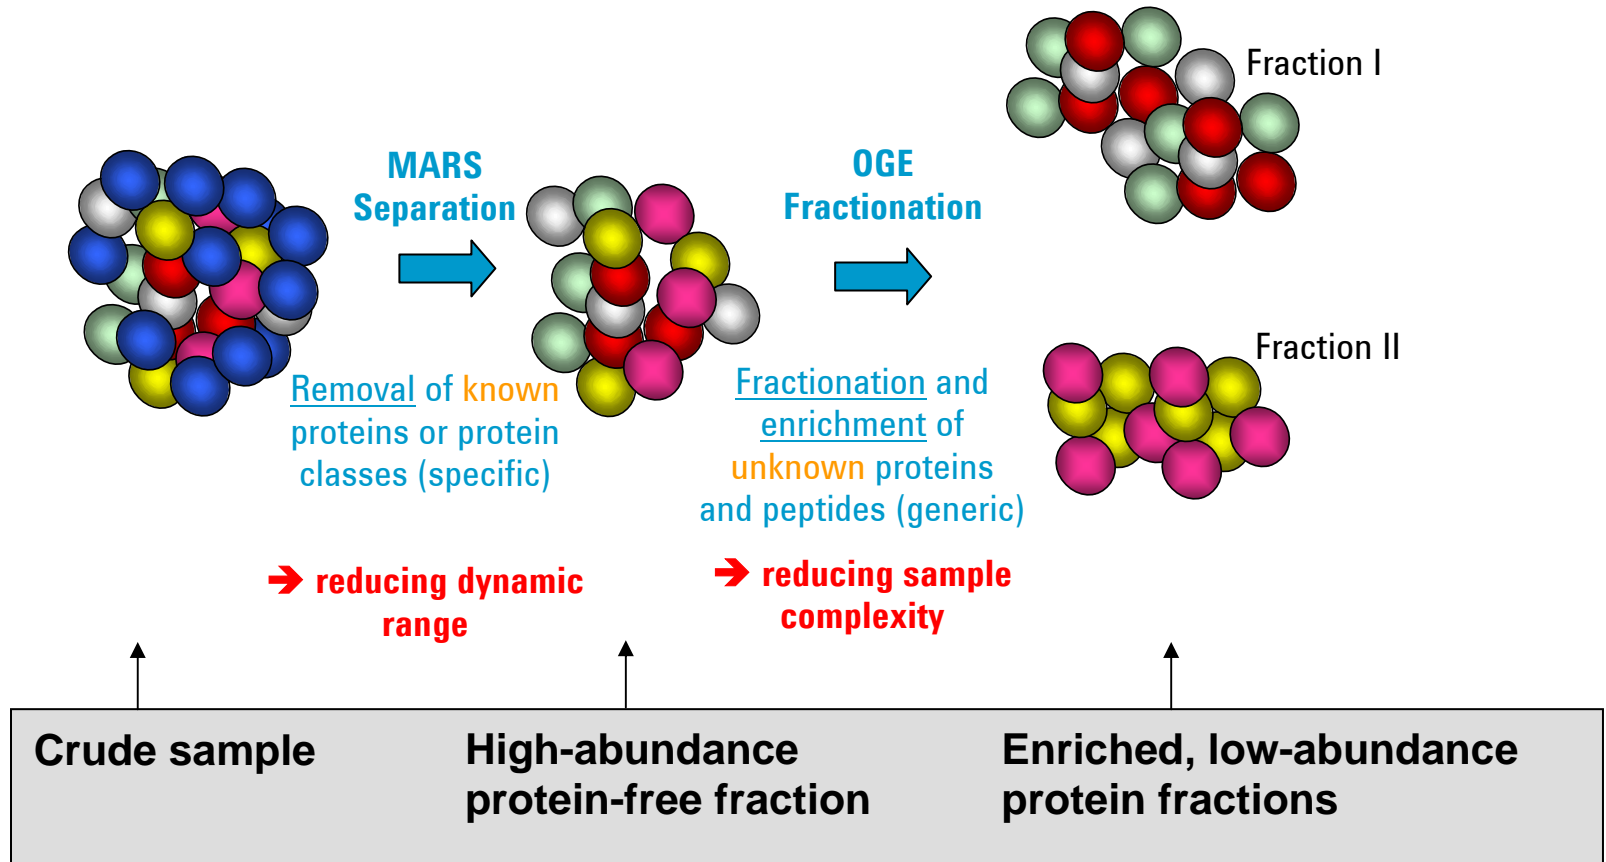 MARS
Separation
OGE
Fractionation
Fraction I
Fraction II
Removal of known
proteins or protein
classes (specific)
Fractionation and
enrichment of
unknown proteins
and peptides (generic)
➔ reducing dynamic
range
➔ reducing sample
complexity
Crude sample
High-abundance
protein-free fraction
Enriched, low-abundance
protein fractions